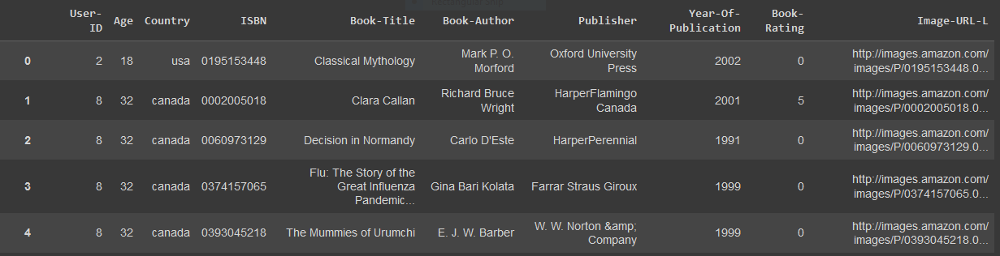 User-ID Age Country ISBN Book-Title Book-Author Publisher Year-Of-Publication Book-Rating Image-URL-L
0 2 18 usa 0195153448 Classical Mythology Mark P. O. Morford Oxford University Press 2002 0 http://images.amazon.com/images/P/0195153448.0...
1 8 32 canada 0002005018 Clara Callan Richard Bruce Wright HarperFlamingo Canada 2001 5 http://images.amazon.com/images/P/0002005018.0...
2 8 32 canada 0060973129 Decision in Normandy Carlo D'Este HarperPerennial 1991 0 http://images.amazon.com/images/P/0060973129.0...
3 8 32 canada 0374157065 Flu: The Story of the Great Influenza Pandemic... Gina Bari Kolata Farrar Straus Giroux 1999 0 http://images.amazon.com/images/P/0374157065.0...
4 8 32 canada 0393045218 The Mummies of Urumchi E. J. W. Barber W. W. Norton &amp; Company 1999 0 http://images.amazon.com/images/P/0393045218.0...